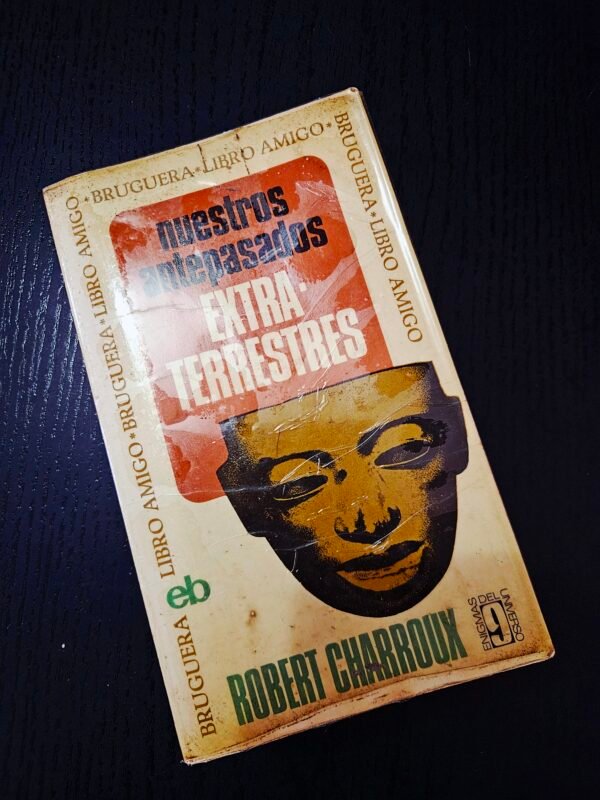 *BRUGUERA*LIBRO AMIGO*
BRUGUERA*LIBRO AMIGO
BRUGUERA LIBRO AMIGO*BRUGUERA*LIBRO AMIGO
nuestros
antepasados
EXTRA-
TERRESTRES
eb
ENIGMAS
DEL
UNIVERSO
9
ROBERT CHARROUX